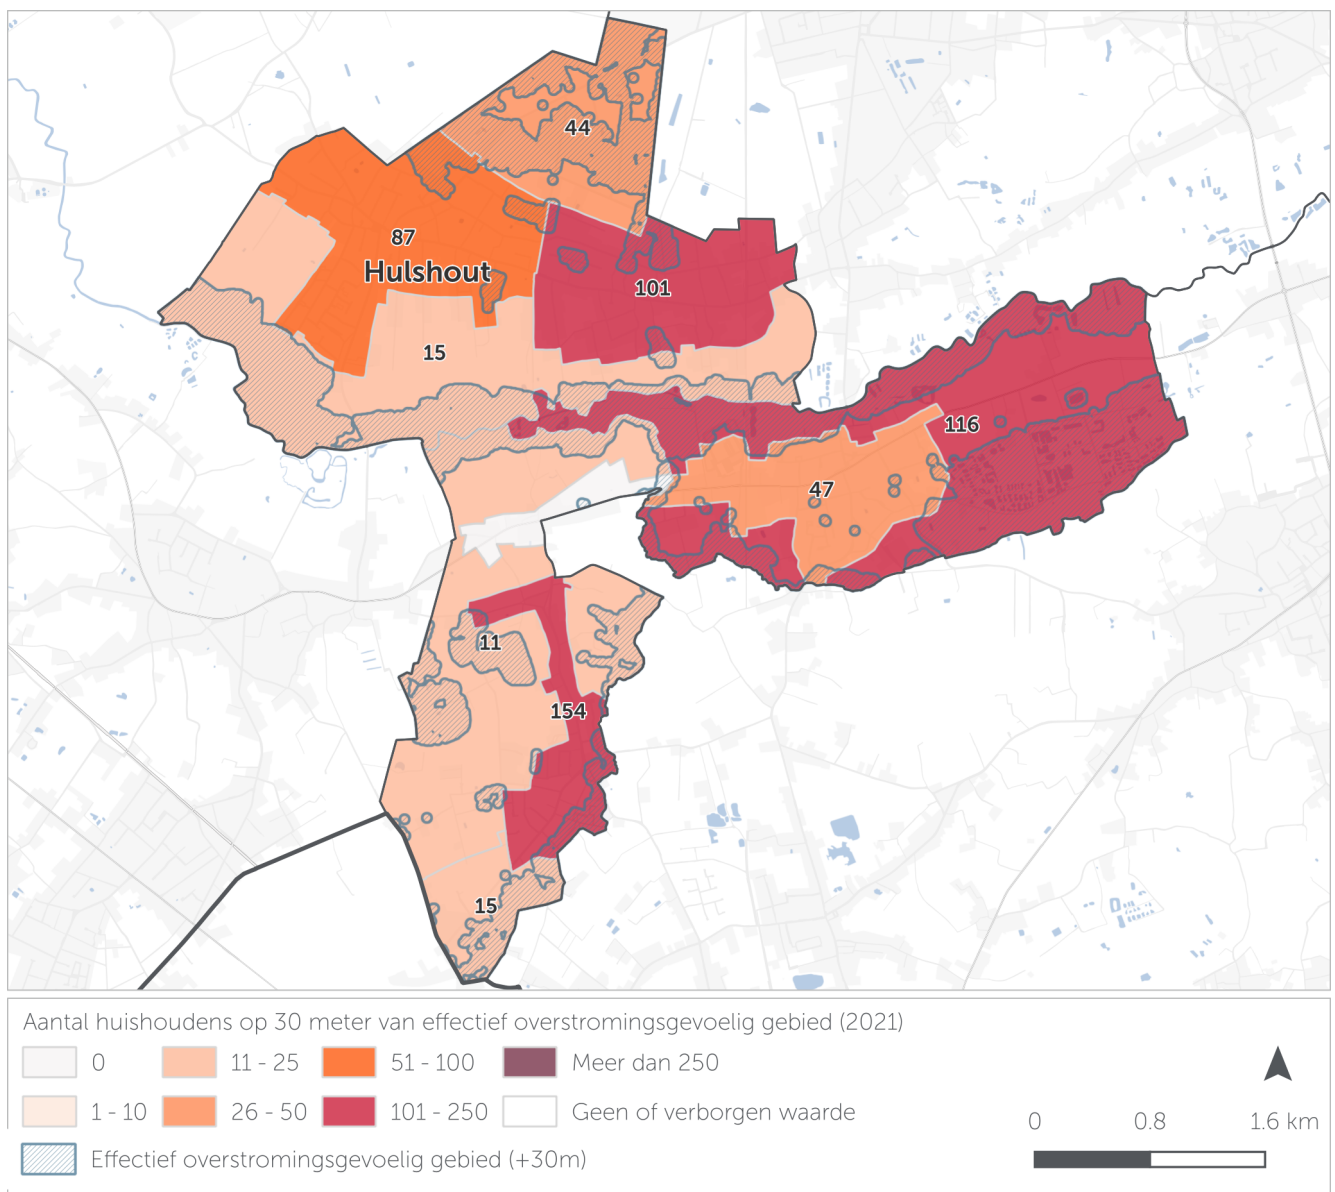 44
87
Hulshout
101
15
116
47
11
154
15
Aantal huishoudens op 30 meter van effectief overstromingsgevoelig gebied (2021)
0 11 - 25 51 - 100 Meer dan 250
1 - 10 26 - 50 101 - 250 Geen of verborgen waarde
Effectief overstromingsgevoelig gebied (+30m)
0 0.8 1.6 km